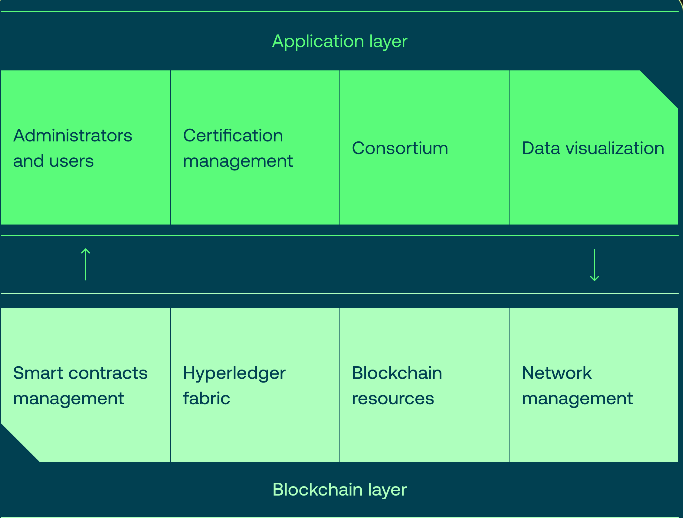 Application layer
Administrators
and users
Certification
management
Consortium
Data visualization
Smart contracts
management
Hyperledger
fabric
Blockchain
resources
Network
management
Blockchain layer